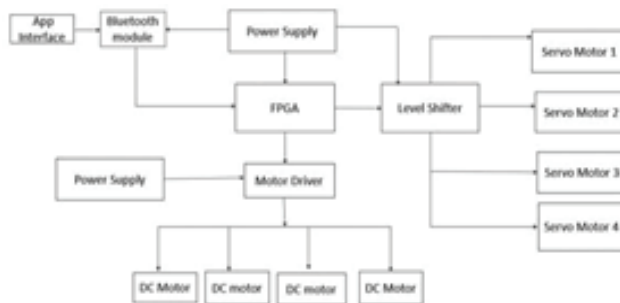 App
Interface
Bluetooth
module
Power Supply
Servo Motor 1
FPGA
Level Shifter
Servo Motor 2
Power Supply
Motor Driver
Servo Motor 3
Servo Motor 4
DC Motor
DC motor
DC motor
DC Motor